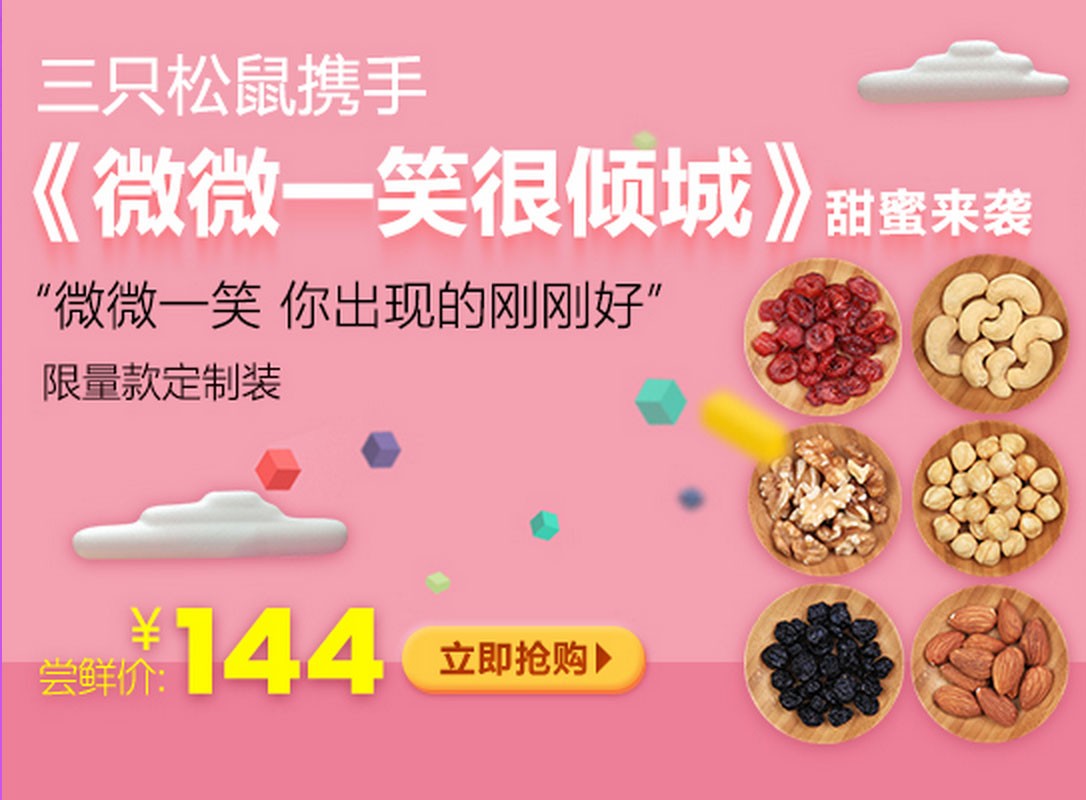 三只松鼠携手
《微微一笑很倾城》甜蜜来袭
“微微一笑 你出现的刚刚好”
限量款定制装
尝鲜价:¥144
立即抢购